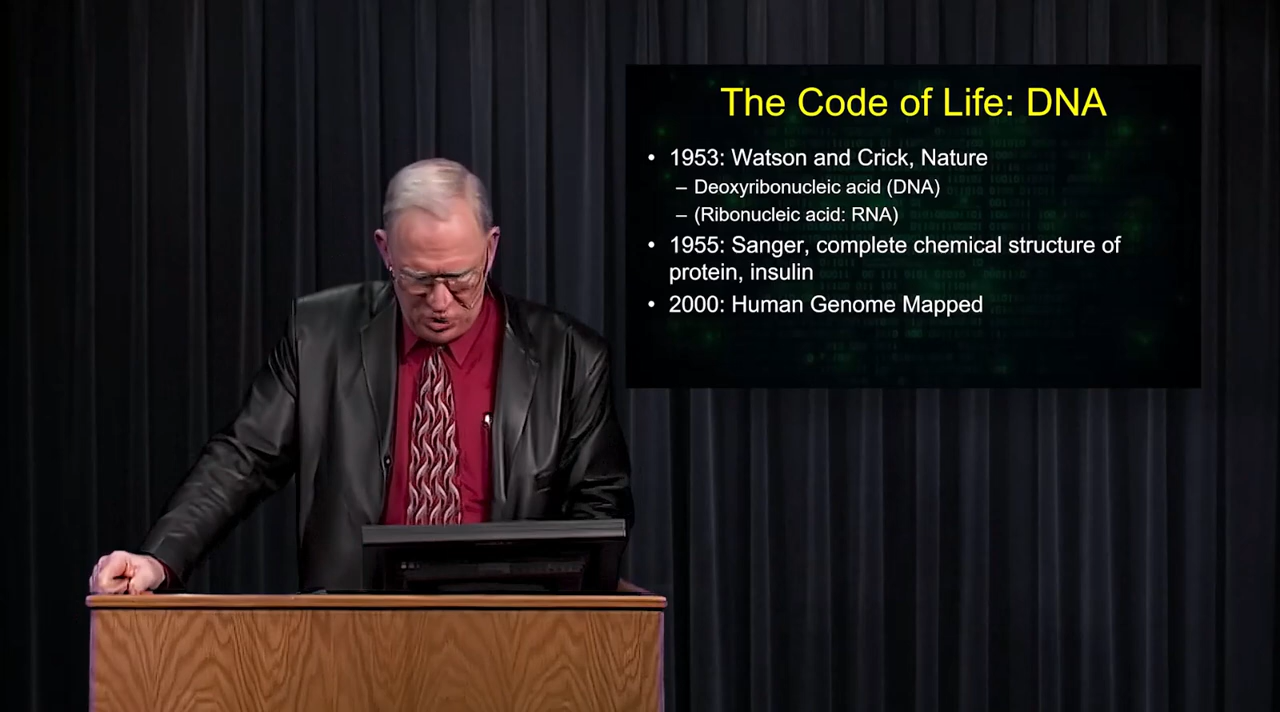 The Code of Life: DNA
• 1953: Watson and Crick, Nature
– Deoxyribonucleic acid (DNA)
– (Ribonucleic acid: RNA)
• 1955: Sanger, complete chemical structure of
protein, insulin
• 2000: Human Genome Mapped